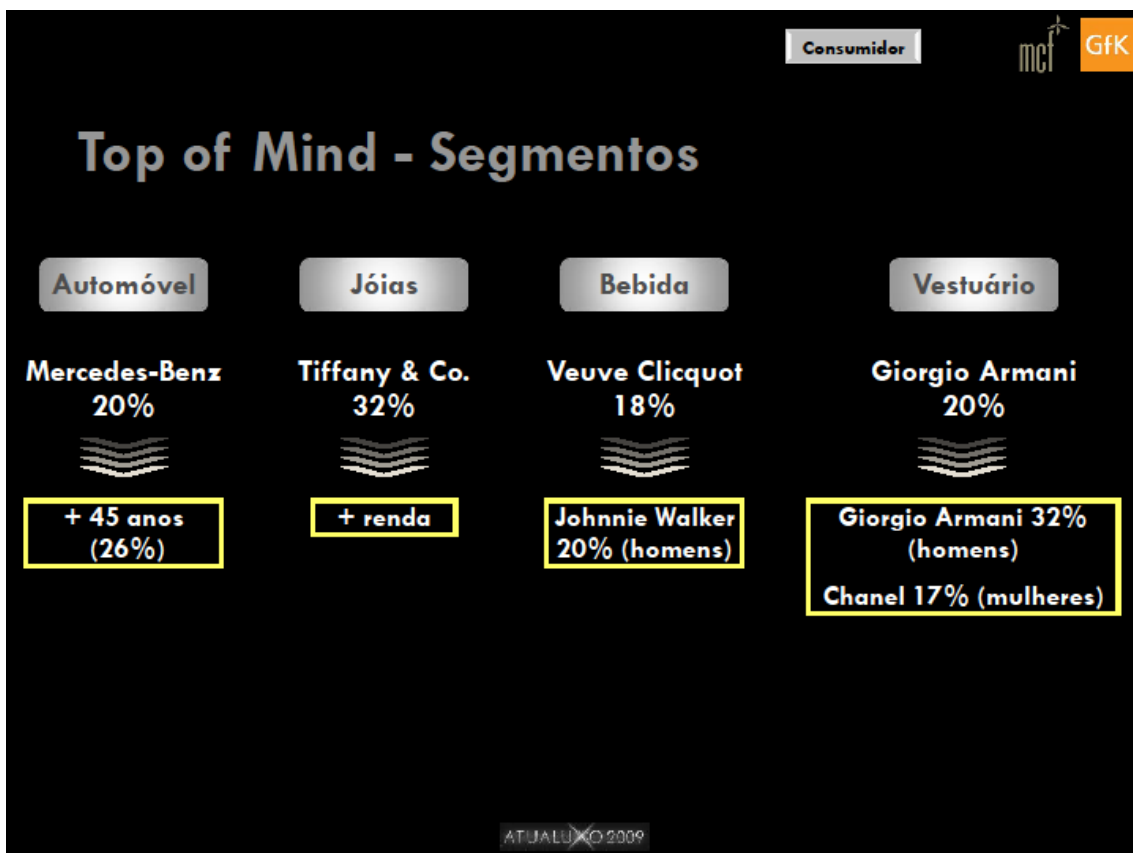 Consumidor
mcf
GfK
Top of Mind - Segmentos
Automóvel
Jóias
Bebida
Vestuário
Mercedes-Benz
20%
Tiffany & Co.
32%
Veuve Clicquot
18%
Giorgio Armani
20%
+ 45 anos
(26%)
+ renda
Johnnie Walker
20% (homens)
Giorgio Armani 32%
(homens)
Chanel 17% (mulheres)
ATUALUXO 2009